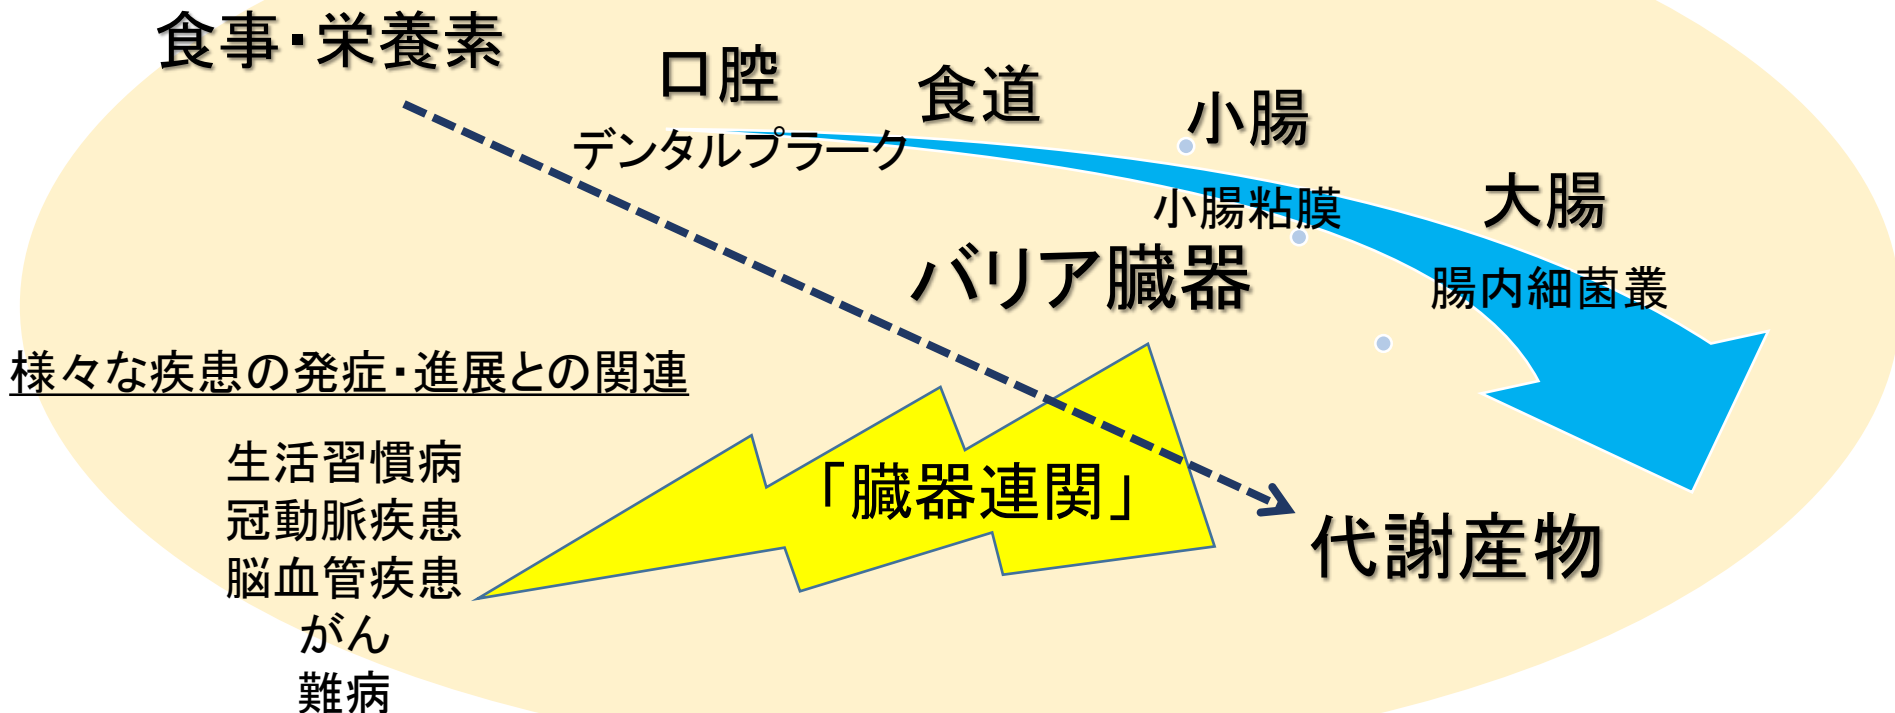 食事・栄養素
口腔
食道
小腸
デンタルプラーク
大腸
小腸粘膜
バリア臓器
腸内細菌叢
様々な疾患の発症・進展との関連
生活習慣病
冠動脈疾患
脳血管疾患
がん
難病
「臓器連関」
代謝産物